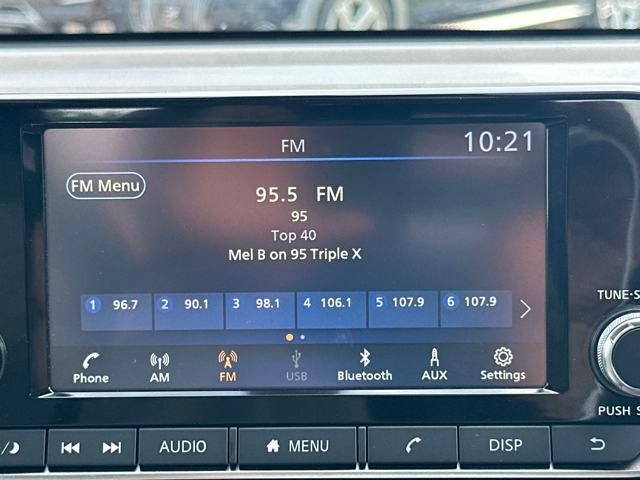 FM
10:21
FM Menu
95.5 FM
95
Top 40
Mel B on 95 Triple X
1 96.7 2 90.1 3 98.1 4 106.1 5 107.9 6 107.9
Phone AM FM USB Bluetooth AUX Settings
TUNE·S
PUSH S
AUDIO MENU DISP